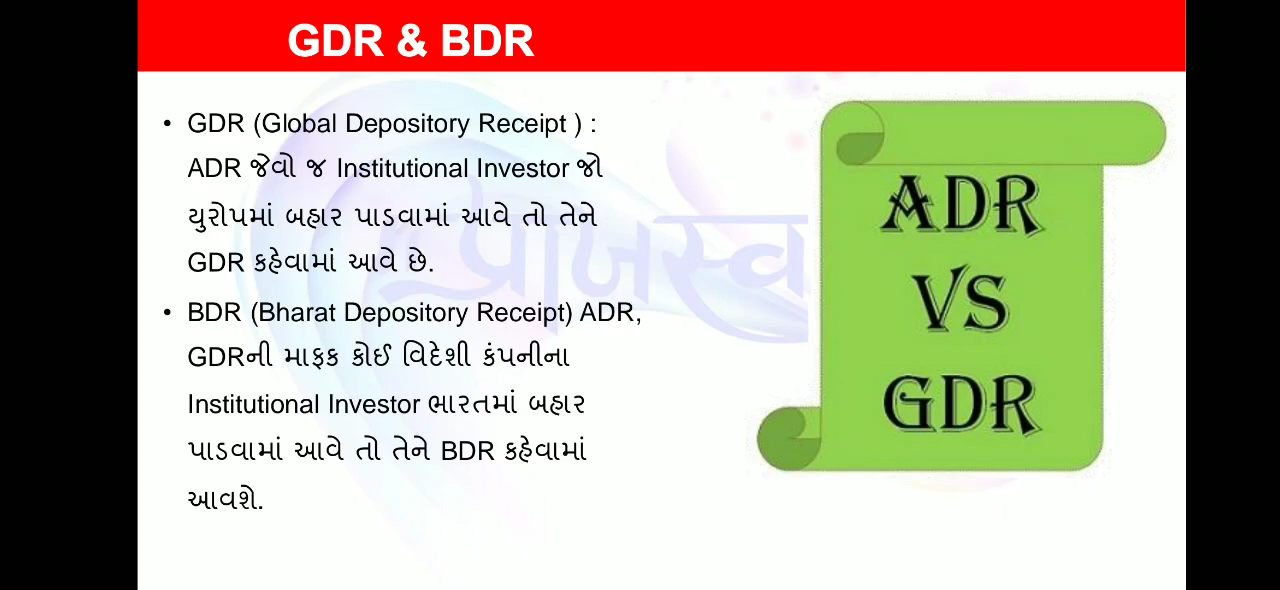 GDR & BDR
• GDR (Global Depository Receipt ) :
ADR જેવો જ Institutional Investor જો
યુરોપમાં બહાર પાડવામાં આવે તો તેને
GDR કહેવામાં આવે છે.
• BDR (Bharat Depository Receipt) ADR,
GDRની માફક કોઈ વિદેશી કંપનીના
Institutional Investor ભારતમાં બહાર
પાડવામાં આવે તો તેને BDR કહેવામાં
આવશે.
ADR
VS
GDR